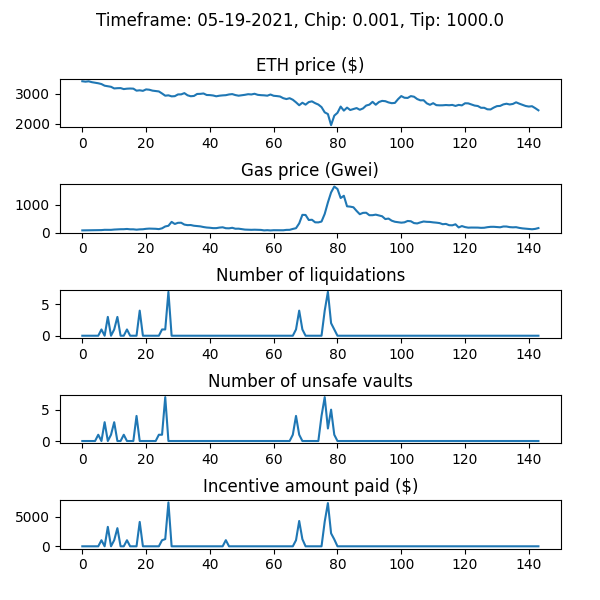 Timeframe: 05-19-2021, Chip: 0.001, Tip: 1000.0
ETH price ($)
3000
2000
0 20 40 60 80 100 120 140
Gas price (Gwei)
1000
0
0 20 40 60 80 100 120 140
Number of liquidations
5
0
0 20 40 60 80 100 120 140
Number of unsafe vaults
5
0
0 20 40 60 80 100 120 140
Incentive amount paid ($)
5000
0
0 20 40 60 80 100 120 140